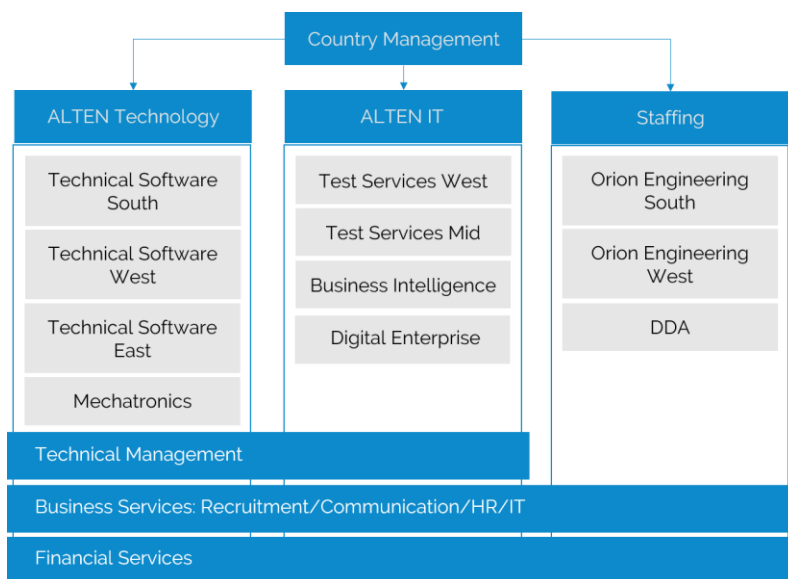 Country Management
ALTEN Technology
Technical Software
South
Technical Software
West
Technical Software
East
Mechatronics
ALTEN IT
Test Services West
Test Services Mid
Business Intelligence
Digital Enterprise
Staffing
Orion Engineering
South
Orion Engineering
West
DDA
Technical Management
Business Services: Recruitment/Communication/HR/IT
Financial Services